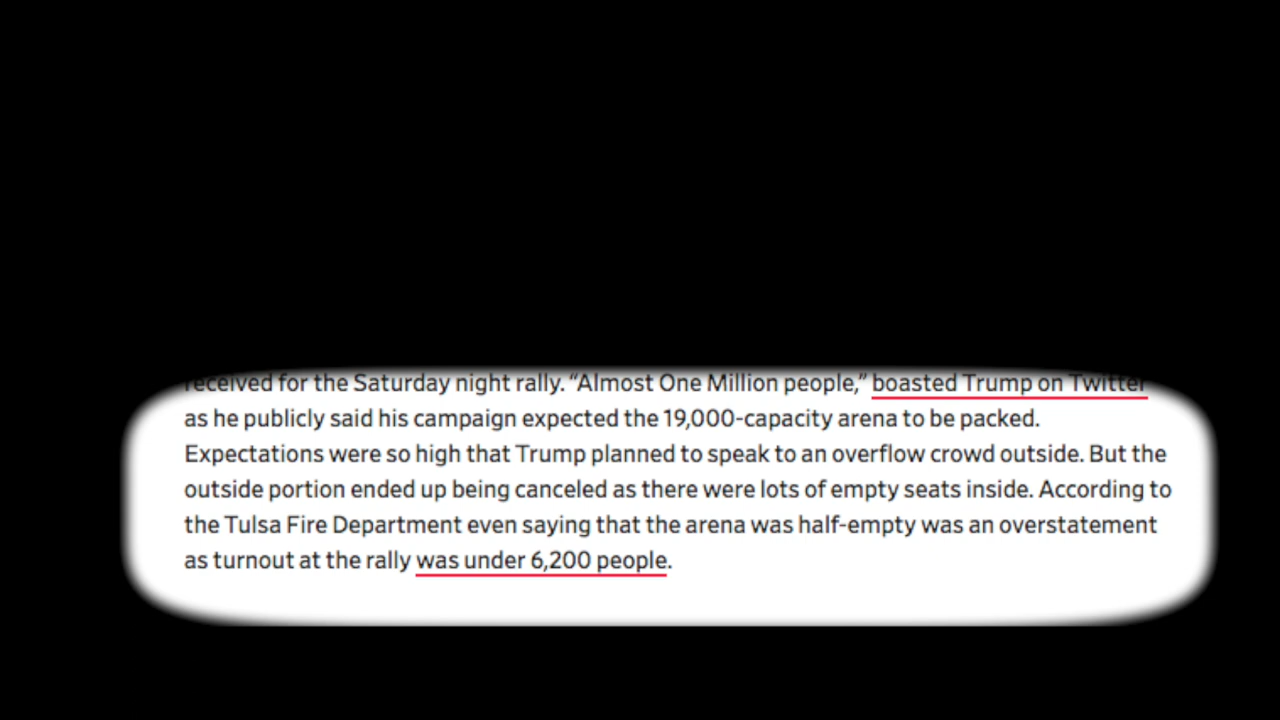 received for the Saturday night rally. “Almost One Million people,” boasted Trump on Twitter
as he publicly said his campaign expected the 19,000-capacity arena to be packed.
Expectations were so high that Trump planned to speak to an overflow crowd outside. But the
outside portion ended up being canceled as there were lots of empty seats inside. According to
the Tulsa Fire Department even saying that the arena was half-empty was an overstatement
as turnout at the rally was under 6,200 people.